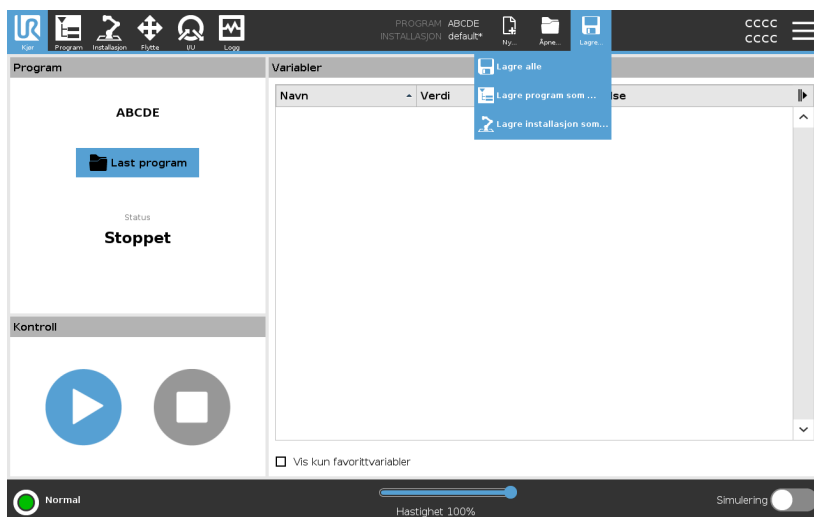 UR
Kjør
Program
Installasjon
Flytte
I/U
Logg
PROGRAM ABCDE
INSTALLASJON default*
Ny...
Åpne...
Lagre...
CCCC
CCCC
Lagre alle
Lagre program som ...
Lagre installasjon som...
Program
ABCDE
Last program
Status
Stoppet
Variabler
Navn
Verdi
lse
Vis kun favorittvariabler
Kontroll
Normal
Hastighet 100%
Simulering